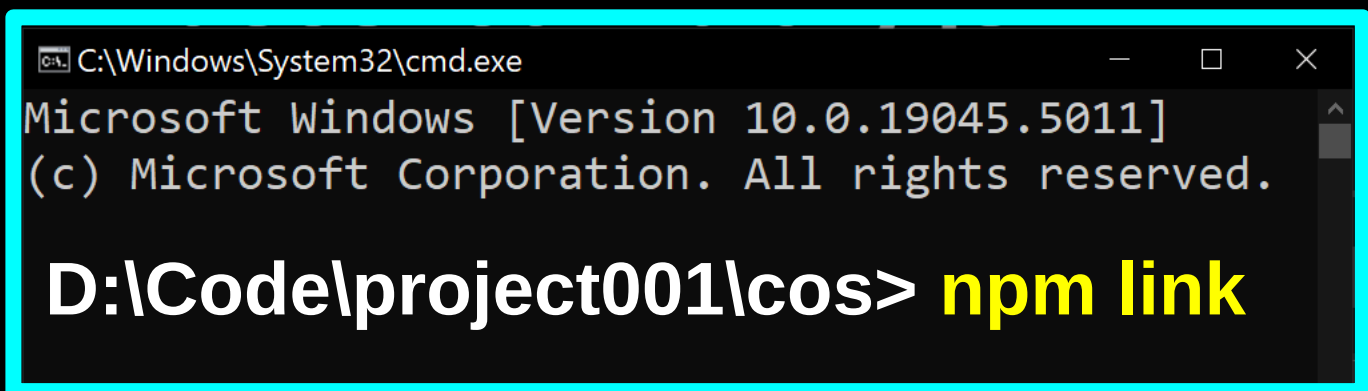 C:\Windows\System32\cmd.exe
Microsoft Windows [Version 10.0.19045.5011]
(c) Microsoft Corporation. All rights reserved.
D:\Code\project001\cos> npm link